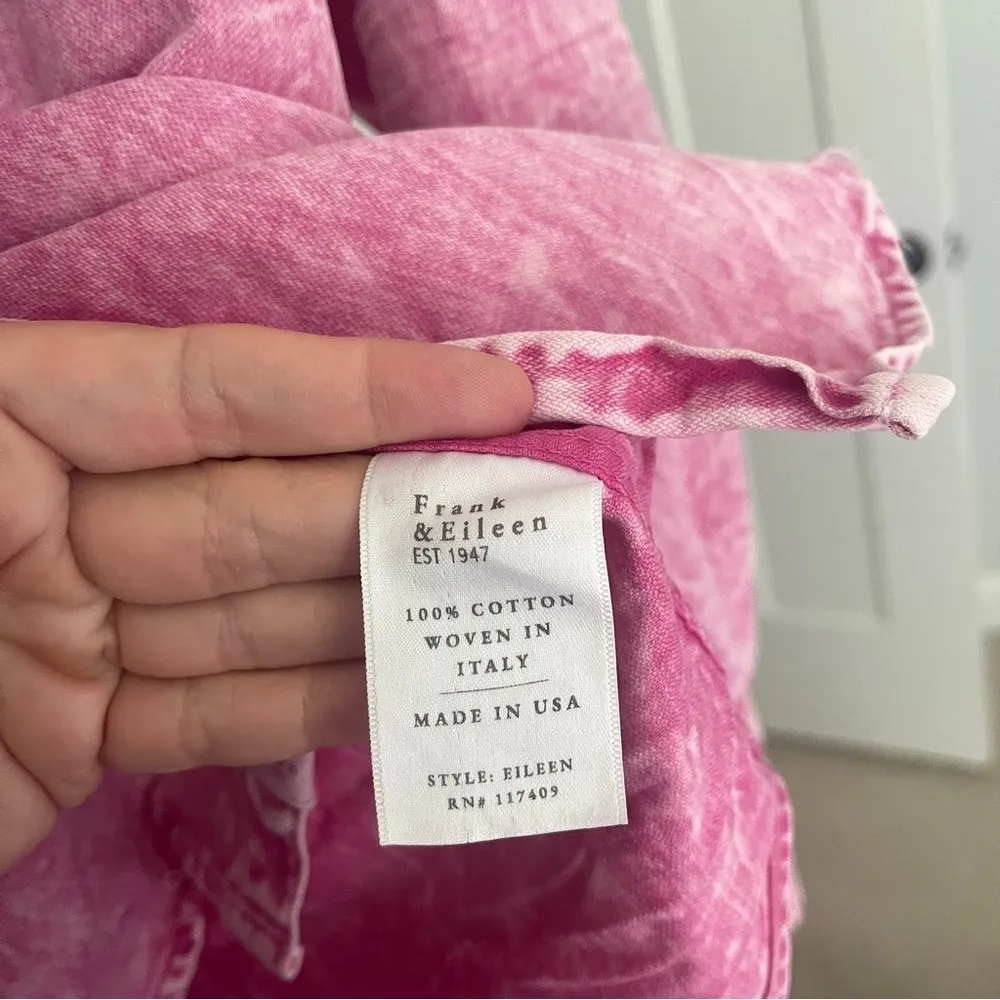 Frank
&Eileen
EST 1947
100% COTTON
WOVEN IN
ITALY
MADE IN USA
STYLE: EILEEN
RN# 117409